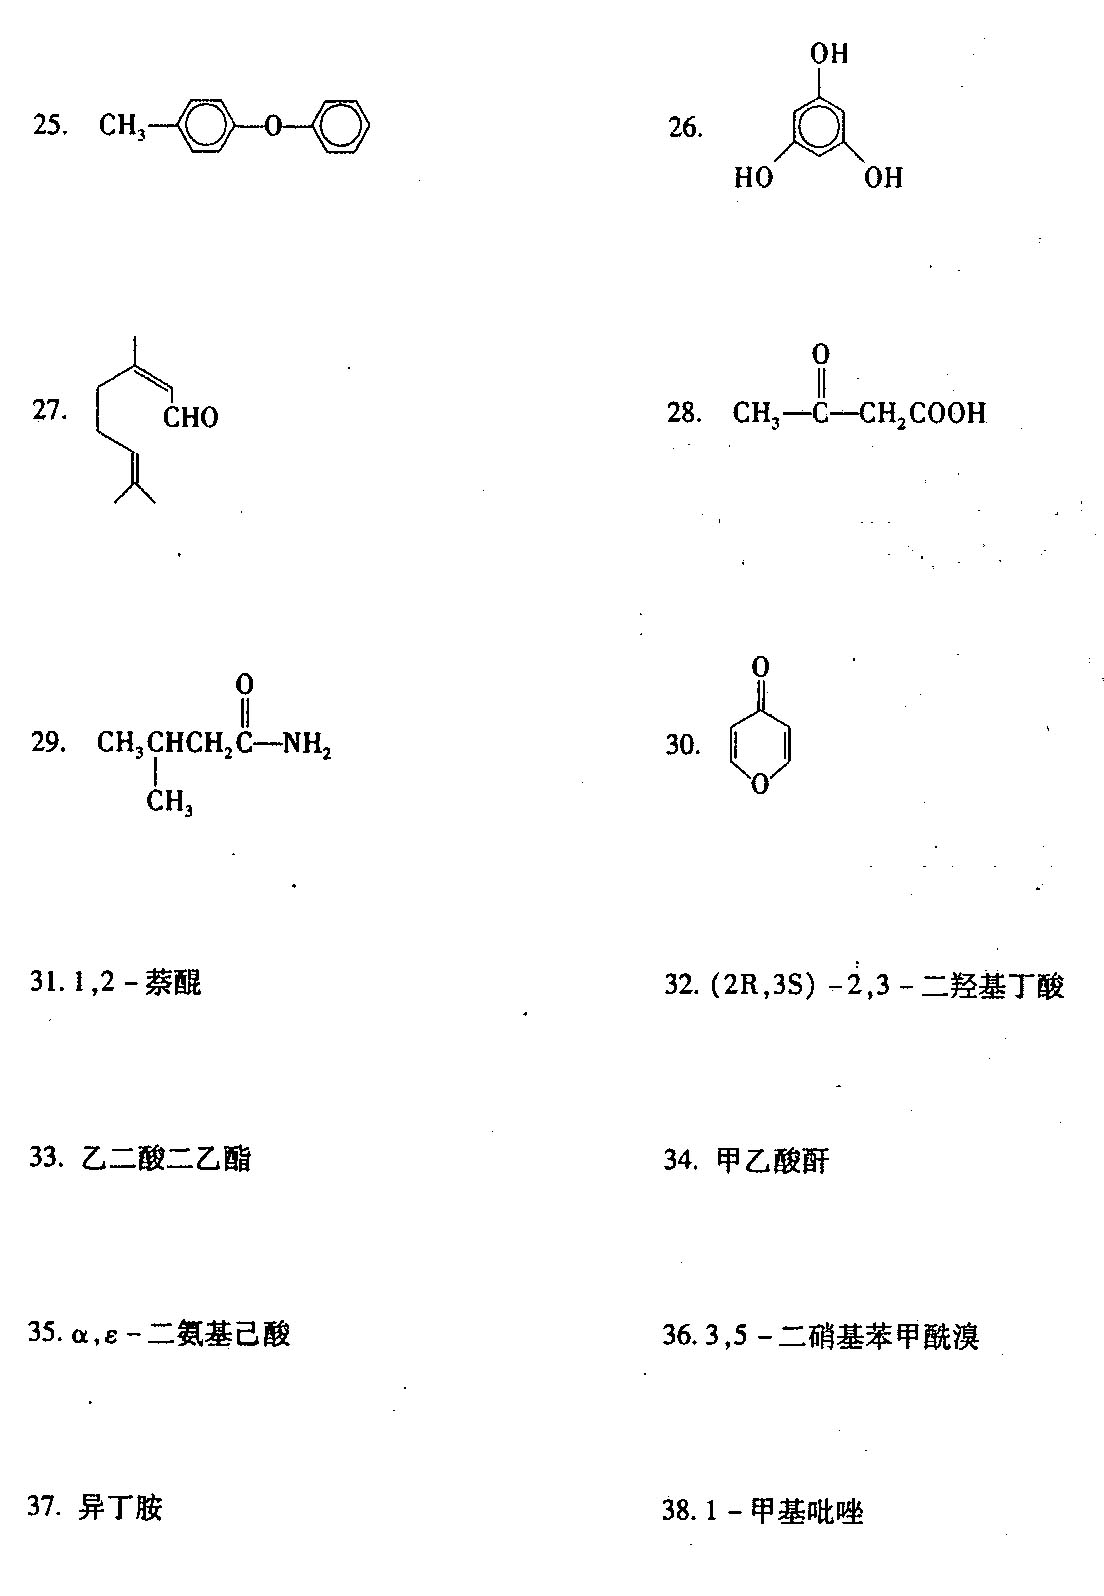 25. CH₃ O
26. OH HO OH
27. CHO
28. CH₃—C—CH₂COOH O
29. CH₃CHCH₂C—NH₂ O CH₃
30. O O
31. 1,2－萘醌
32. (2R,3S)－2,3－二羟基丁酸
33. 乙二酸二乙酯
34. 甲乙酸酐
35. α,ε－二氨基己酸
36. 3,5－二硝基苯甲酰溴
37. 异丁胺
38. 1－甲基吡唑